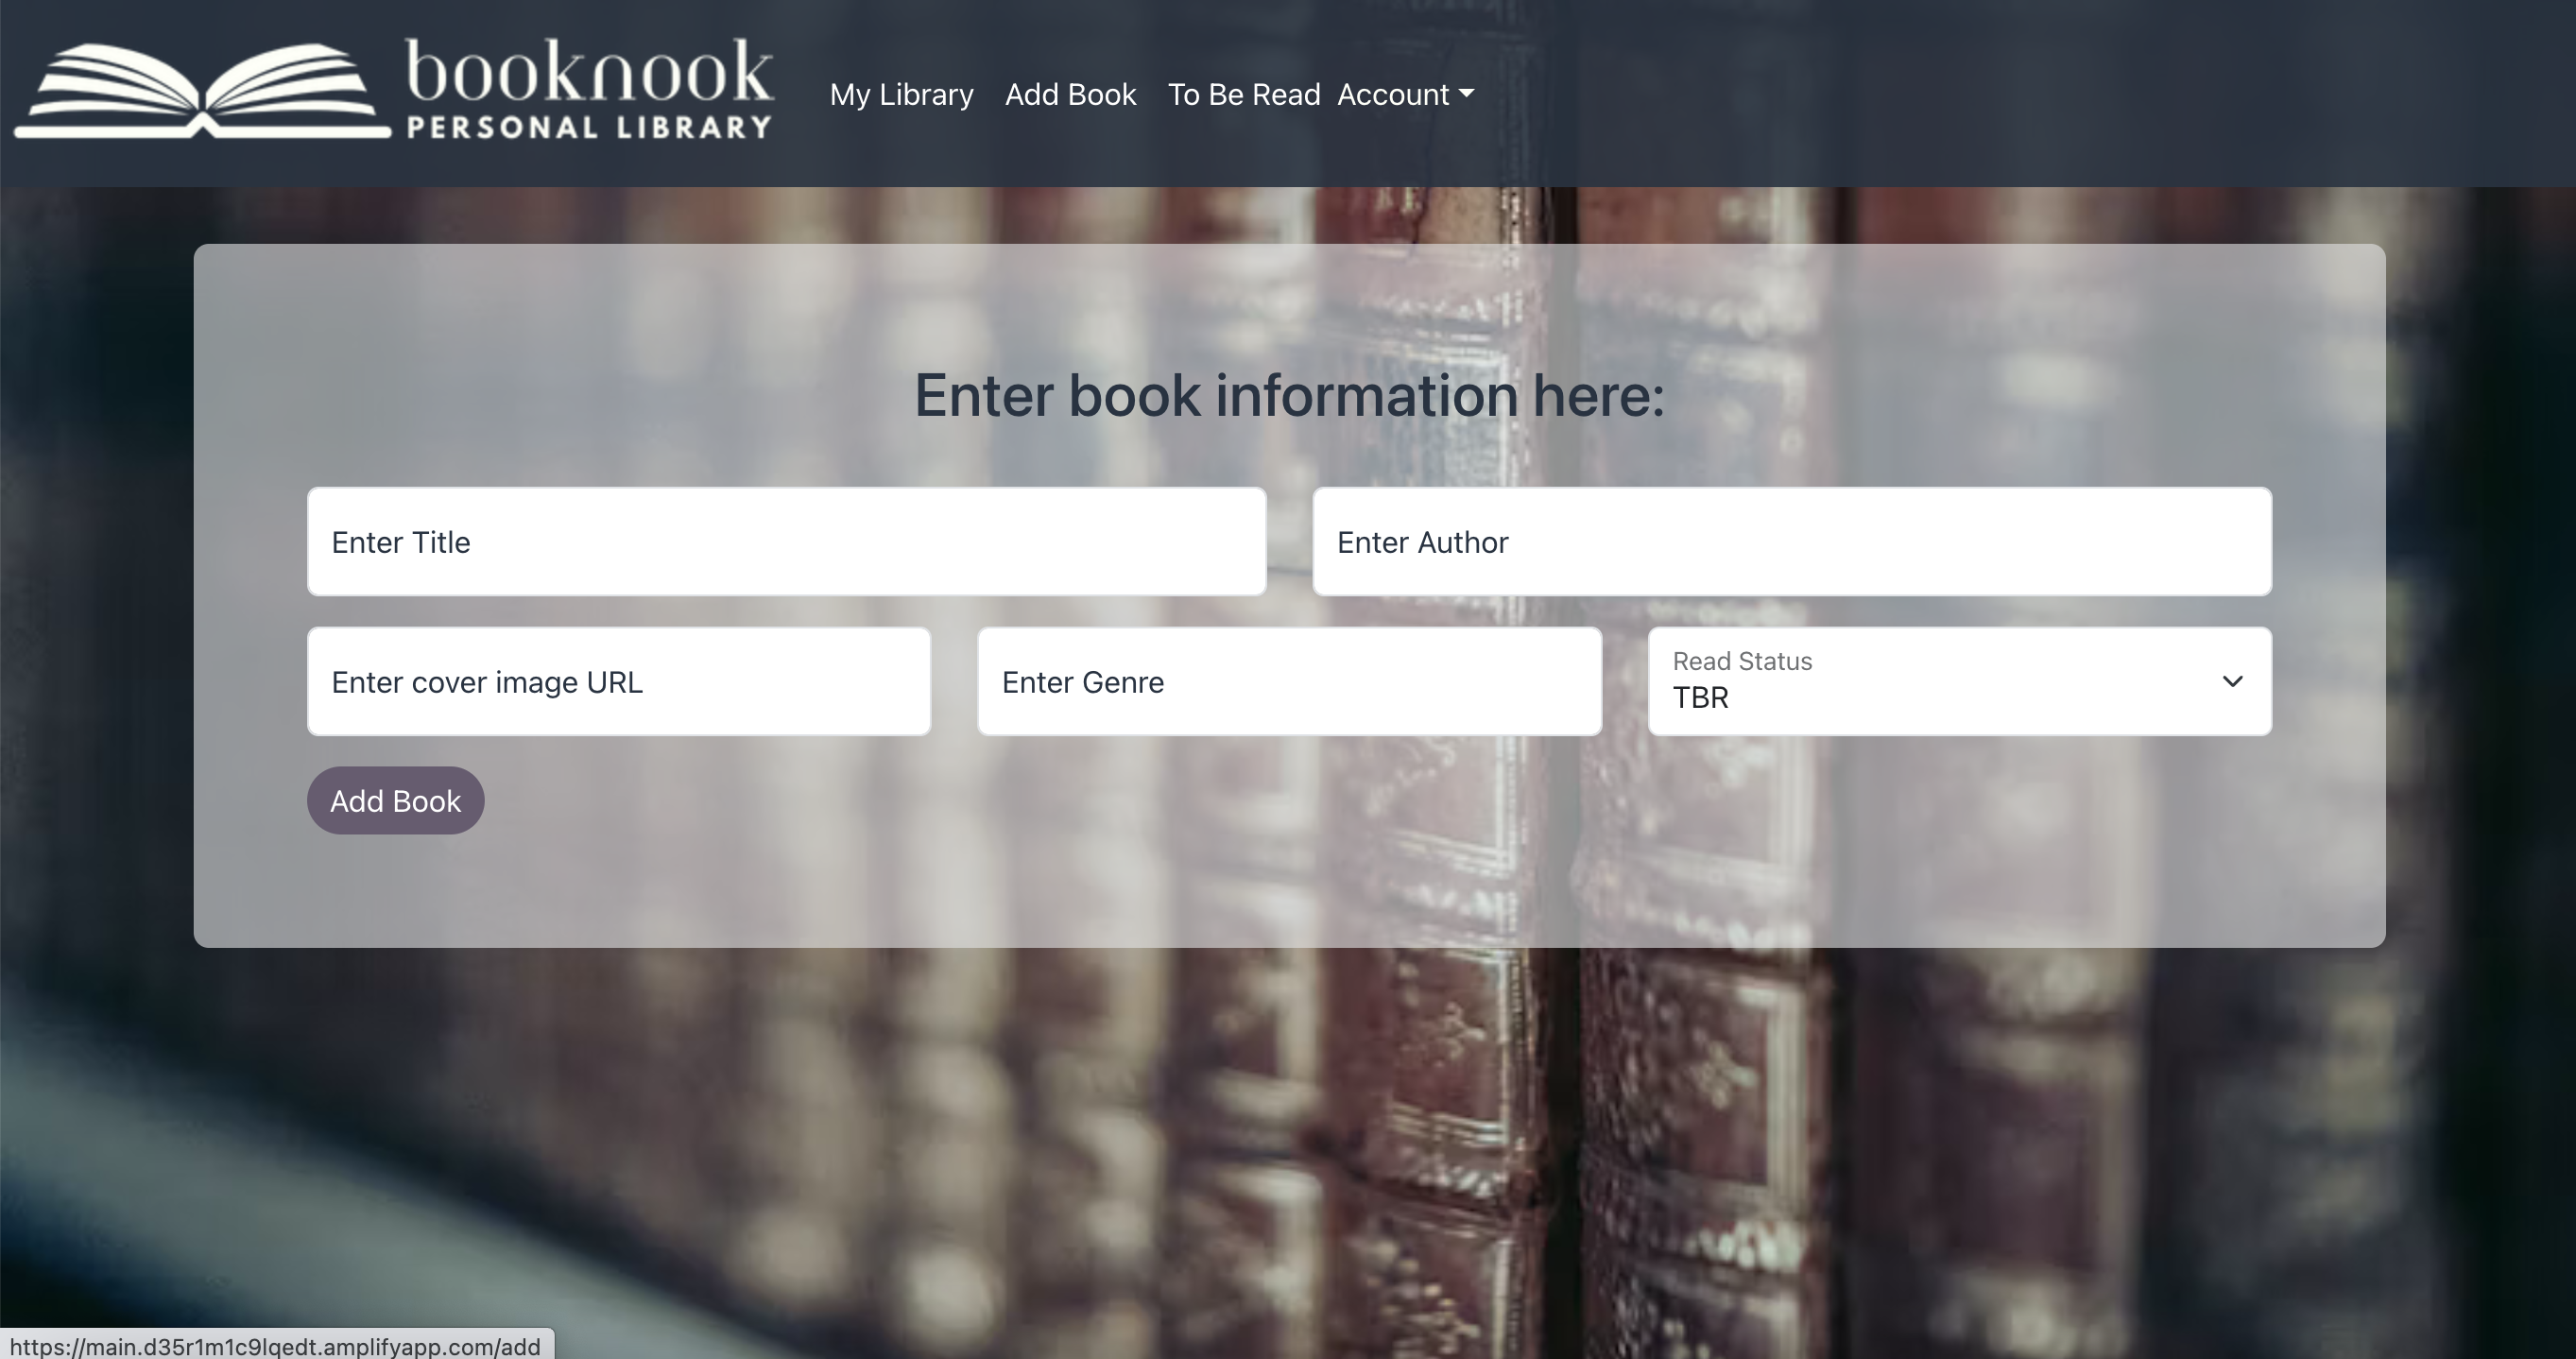 booknook
PERSONAL LIBRARY
My Library Add Book To Be Read Account
Enter book information here:
Enter Title Enter Author
Enter cover image URL Enter Genre Read Status
TBR
Add Book
https://main.d35r1m1c9lqedt.amplifyapp.com/add